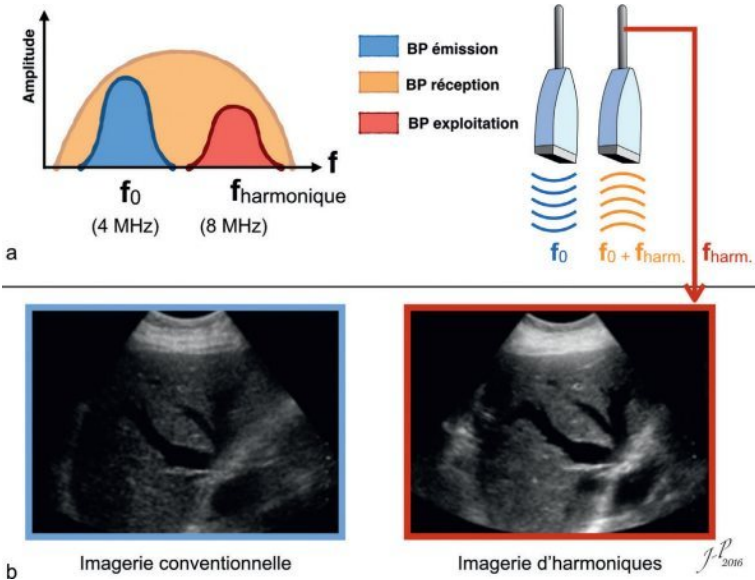 Amplitude
f
f0
(4 MHz)
fharmonique
(8 MHz)
BP émission
BP réception
BP exploitation
f0
f0 + fharm.
fharm.
a
Imagerie conventionnelle
Imagerie d'harmoniques
J-P
2016
b